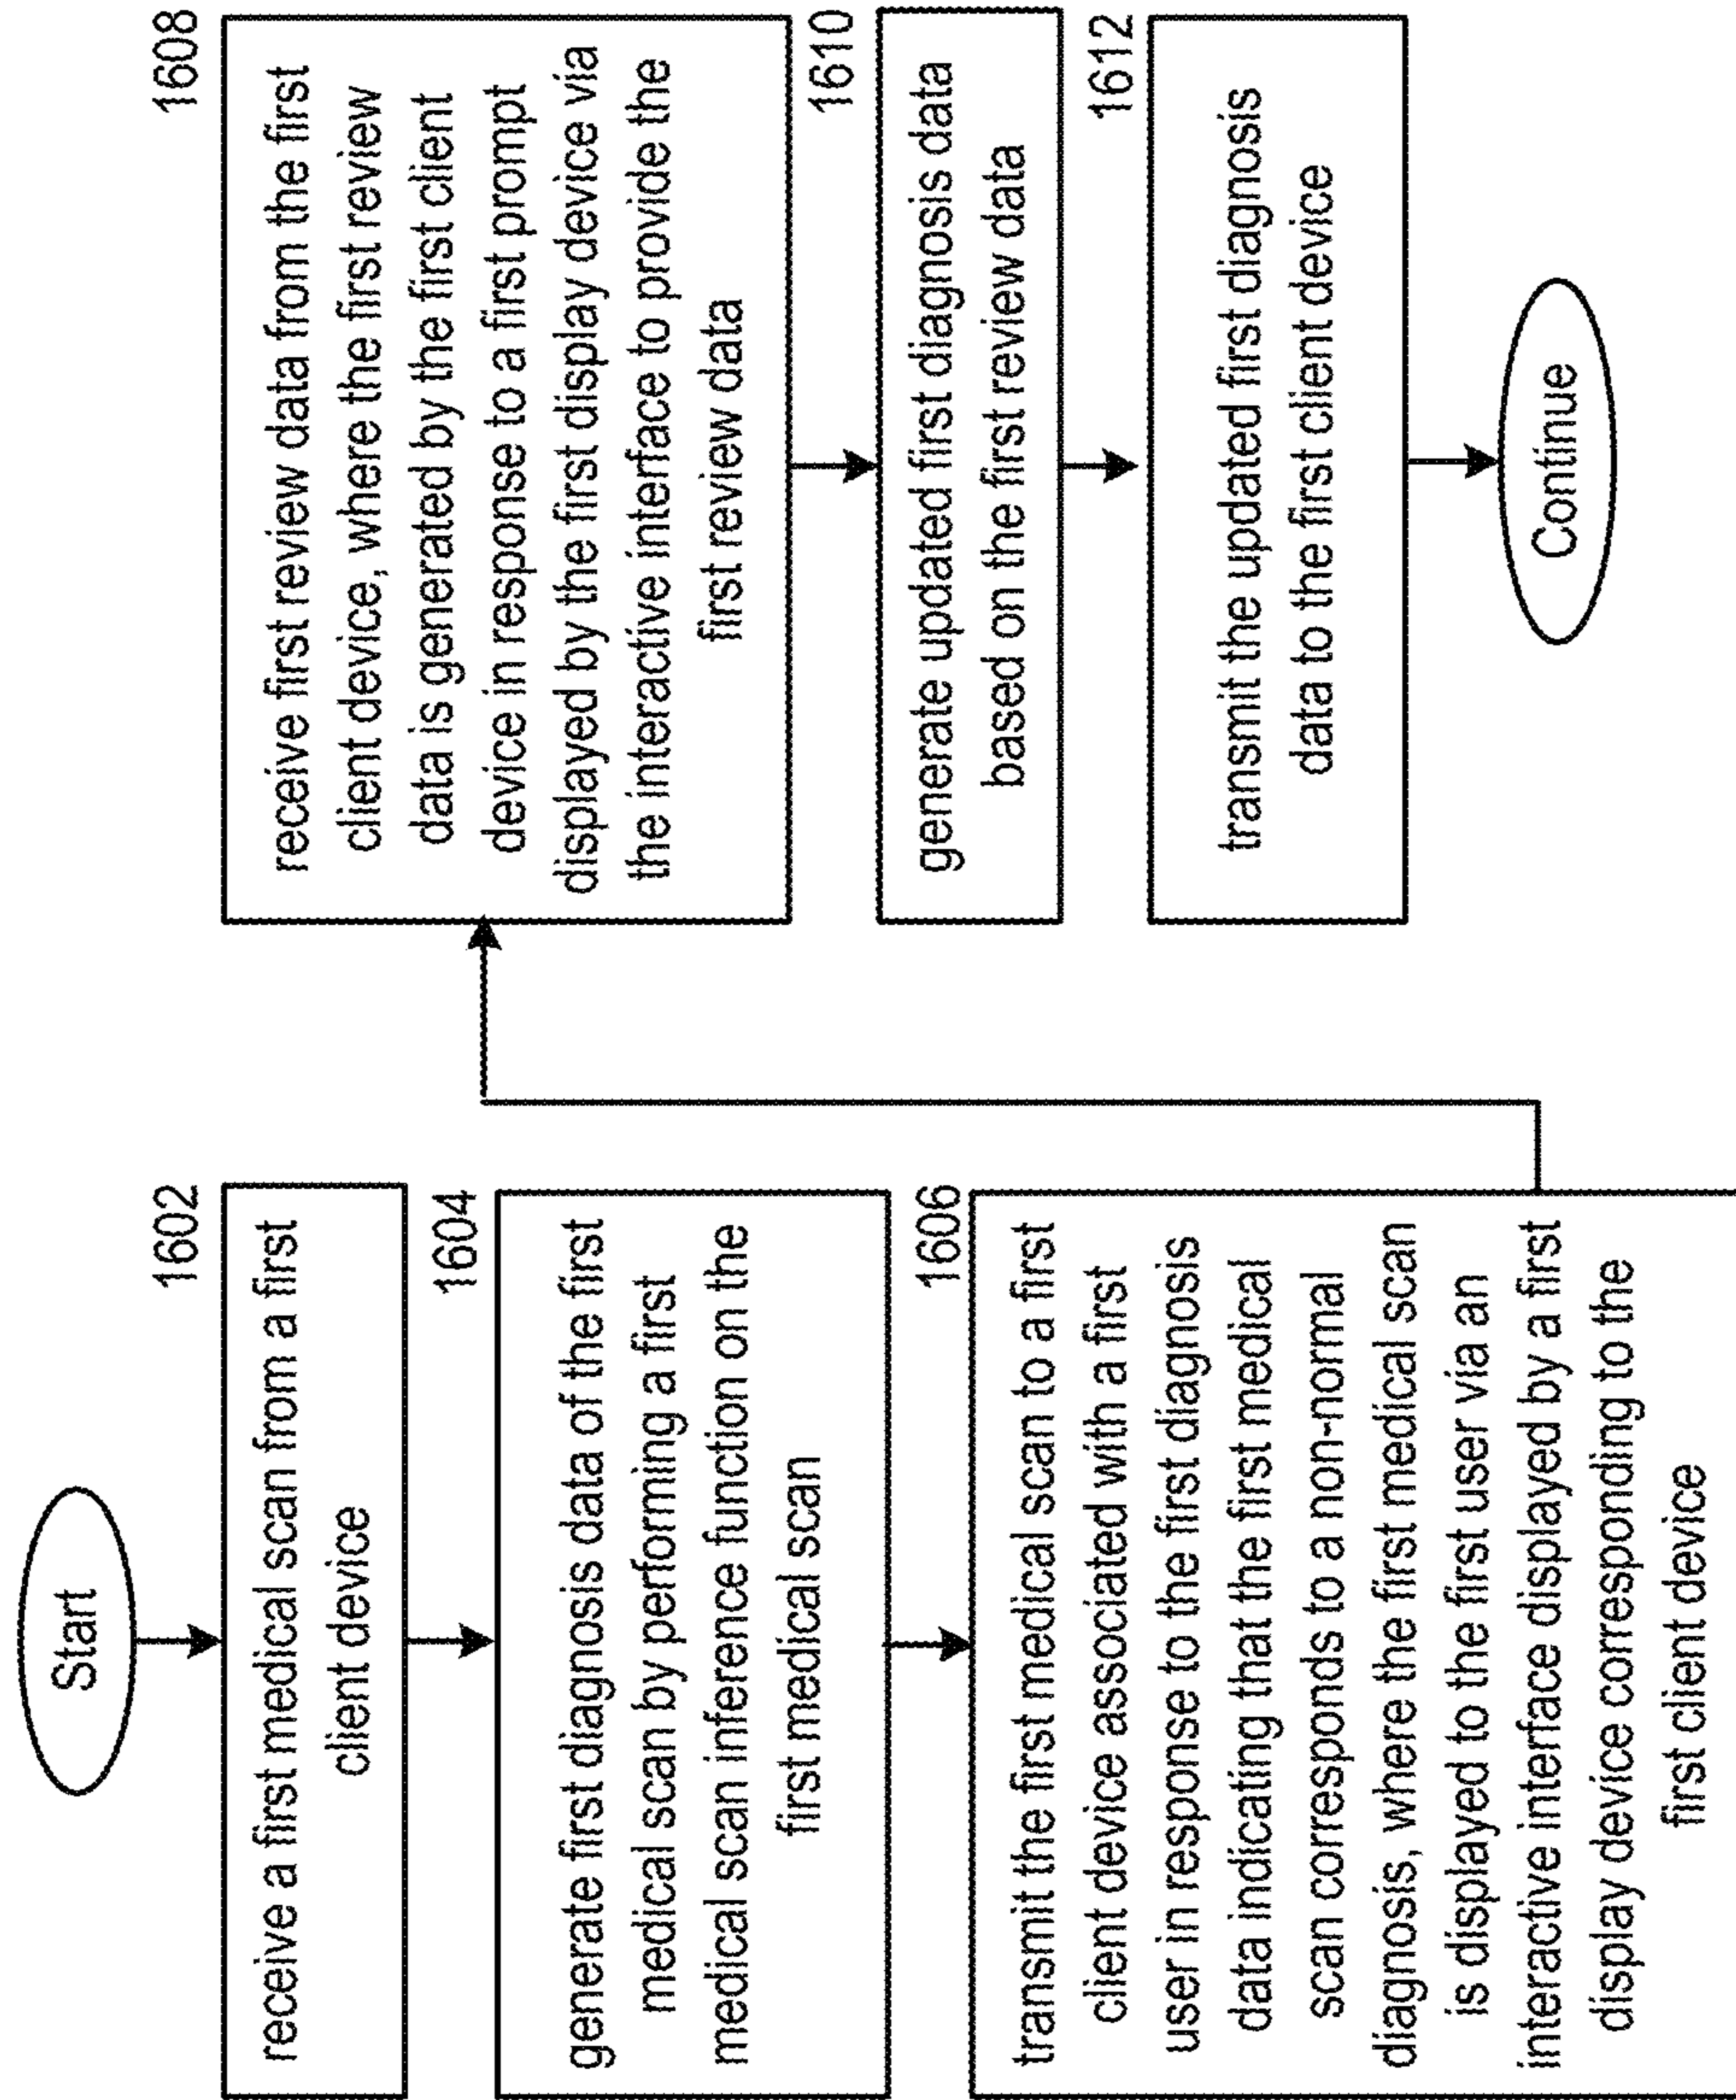 Start
1602
receive a first medical scan from a first
client device
1604
generate first diagnosis data of the first
medical scan by performing a first
medical scan inference function on the
first medical scan
1606
transmit the first medical scan to a first
client device associated with a first
user in response to the first diagnosis
data indicating that the first medical
scan corresponds to a non-normal
diagnosis, where the first medical scan
is displayed to the first user via an
interactive interface displayed by a first
display device corresponding to the
first client device
1608
receive first review data from the first
client device, where the first review
data is generated by the first client
device in response to a first prompt
displayed by the first display device via
the interactive interface to provide the
first review data
1610
generate updated first diagnosis data
based on the first review data
1612
transmit the updated first diagnosis
data to the first client device
Continue